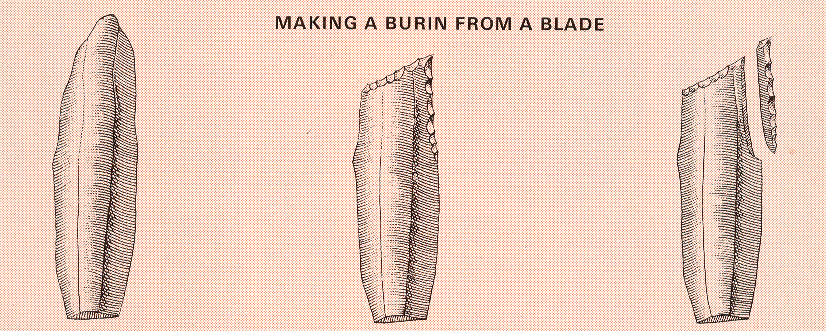 MAKING A BURIN FROM A BLADE